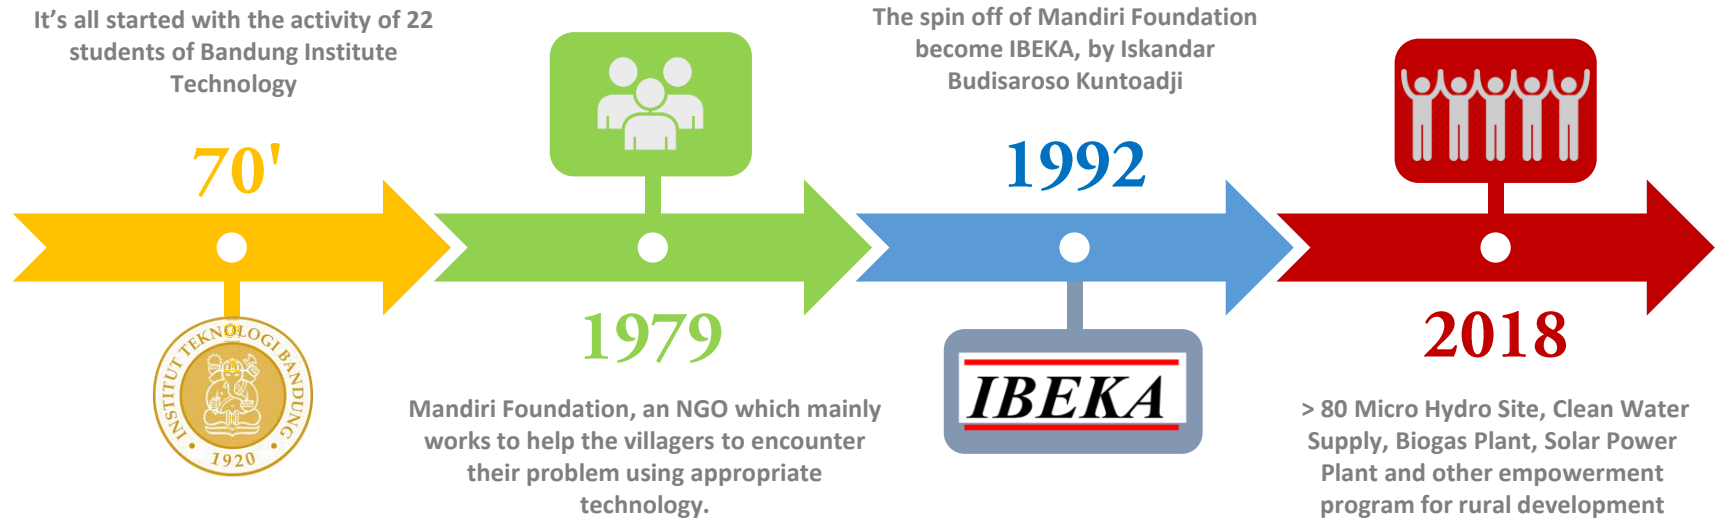 It's all started with the activity of 22
students of Bandung Institute
Technology
70'
INSTITUT TEKNOLOGI BANDUNG
1920
1979
Mandiri Foundation, an NGO which mainly
works to help the villagers to encounter
their problem using appropriate
technology.
The spin off of Mandiri Foundation
become IBEKA, by Iskandar
Budisaroso Kuntoadji
1992
IBEKA
2018
> 80 Micro Hydro Site, Clean Water
Supply, Biogas Plant, Solar Power
Plant and other empowerment
program for rural development